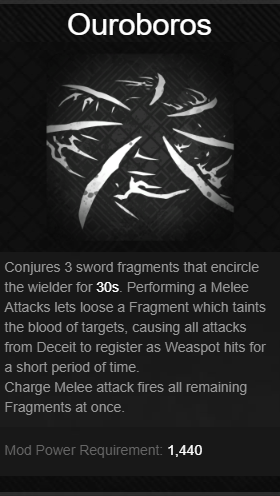 Ouroboros
Conjures 3 sword fragments that encircle
the wielder for 30s. Performing a Melee
Attacks lets loose a Fragment which taints
the blood of targets, causing all attacks
from Deceit to register as Weaspot hits for
a short period of time.
Charge Melee attack fires all remaining
Fragments at once.
Mod Power Requirement: 1,440